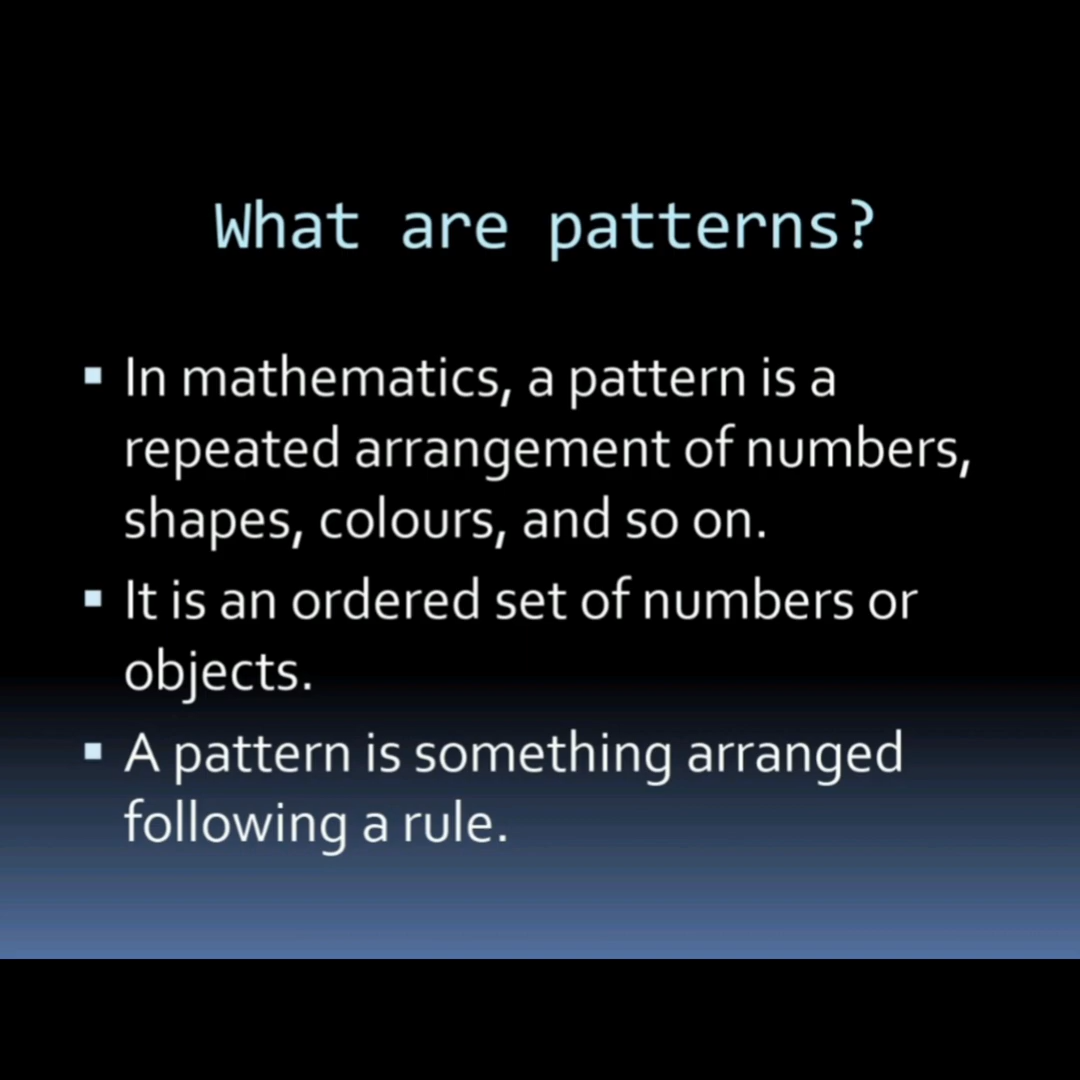 What are patterns?
▪ In mathematics, a pattern is a
repeated arrangement of numbers,
shapes, colours, and so on.
▪ It is an ordered set of numbers or
objects.
▪ A pattern is something arranged
following a rule.